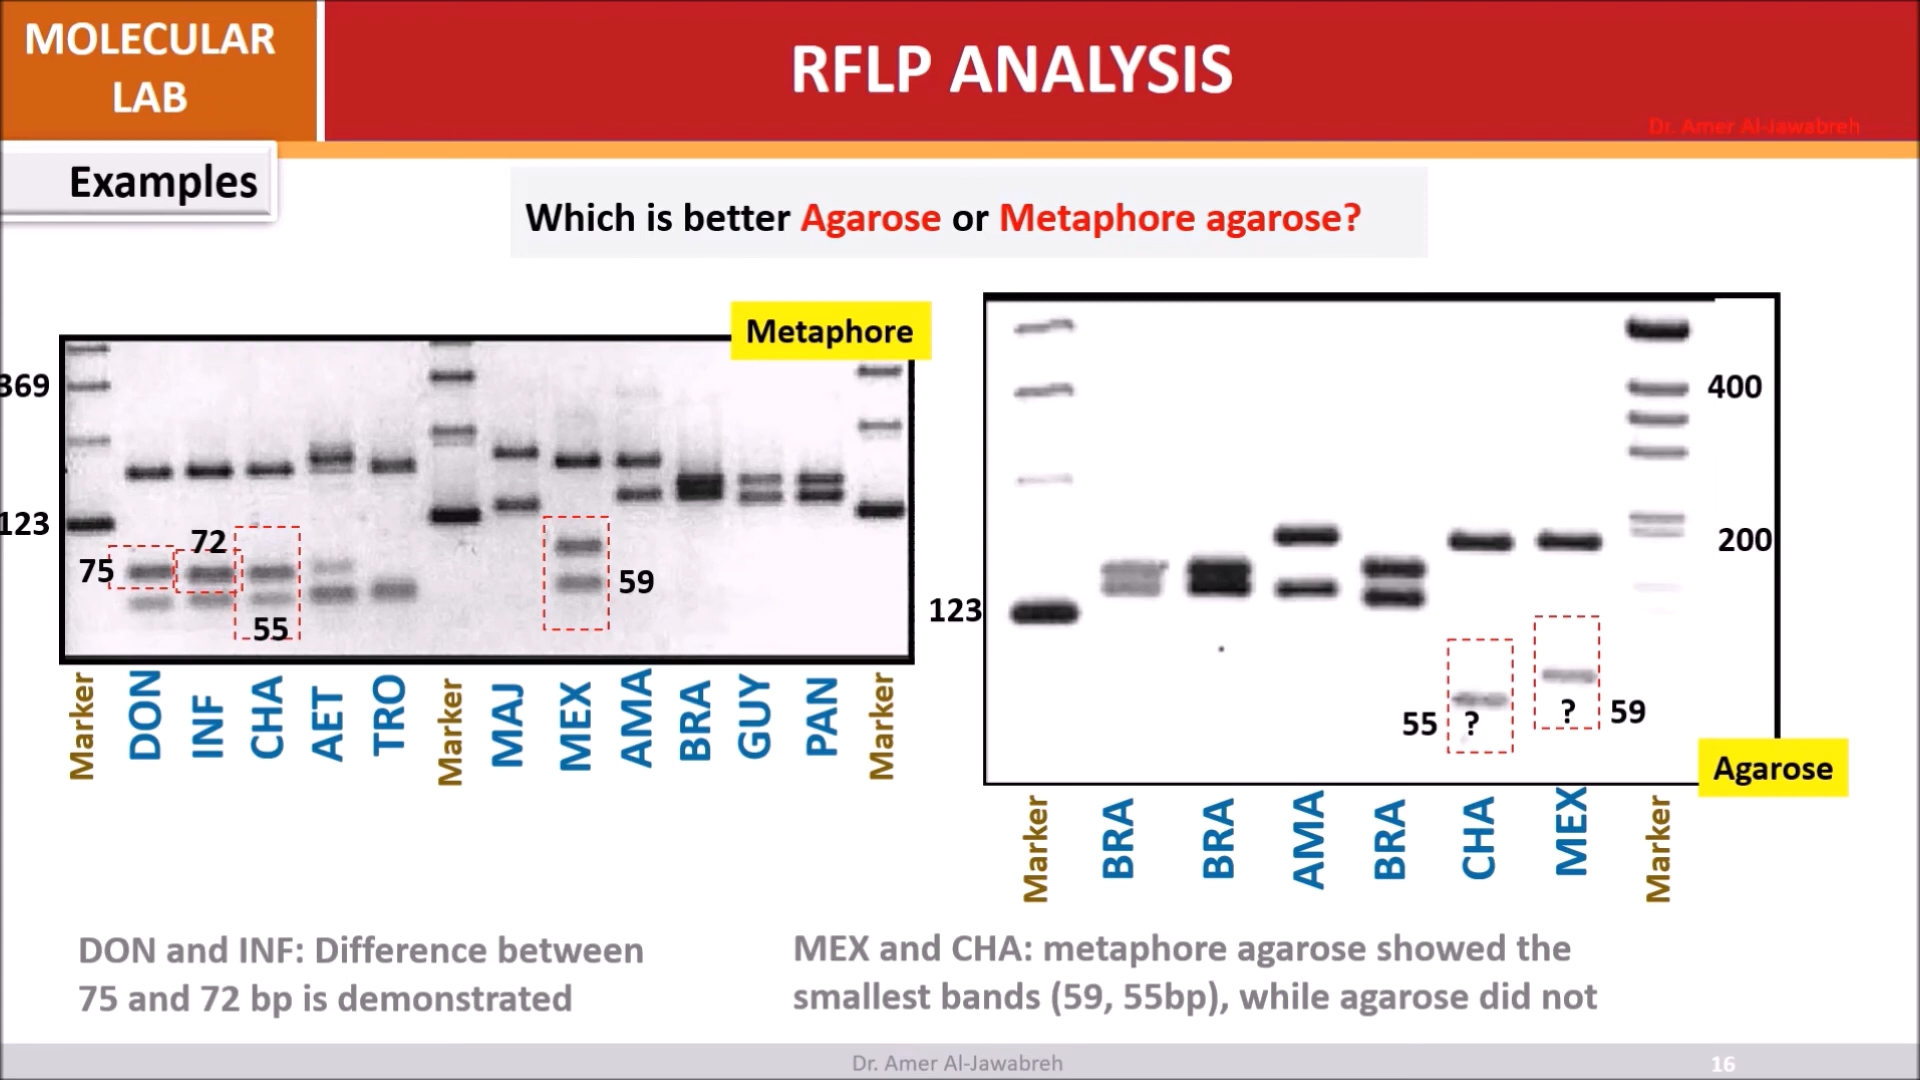 MOLECULAR
LAB
RFLP ANALYSIS
Dr. Amer Al-Jawabreh
Examples
Which is better Agarose or Metaphore agarose?
Metaphore
369
123
75
72
55
59
Marker
DON
INF
CHA
AET
TRO
Marker
MAJ
MEX
AMA
BRA
GUY
PAN
Marker
400
200
123
55
?
?
59
Agarose
Marker
BRA
BRA
AMA
BRA
CHA
MEX
Marker
DON and INF: Difference between
75 and 72 bp is demonstrated
MEX and CHA: metaphore agarose showed the
smallest bands (59, 55bp), while agarose did not
Dr. Amer Al-Jawabreh
16